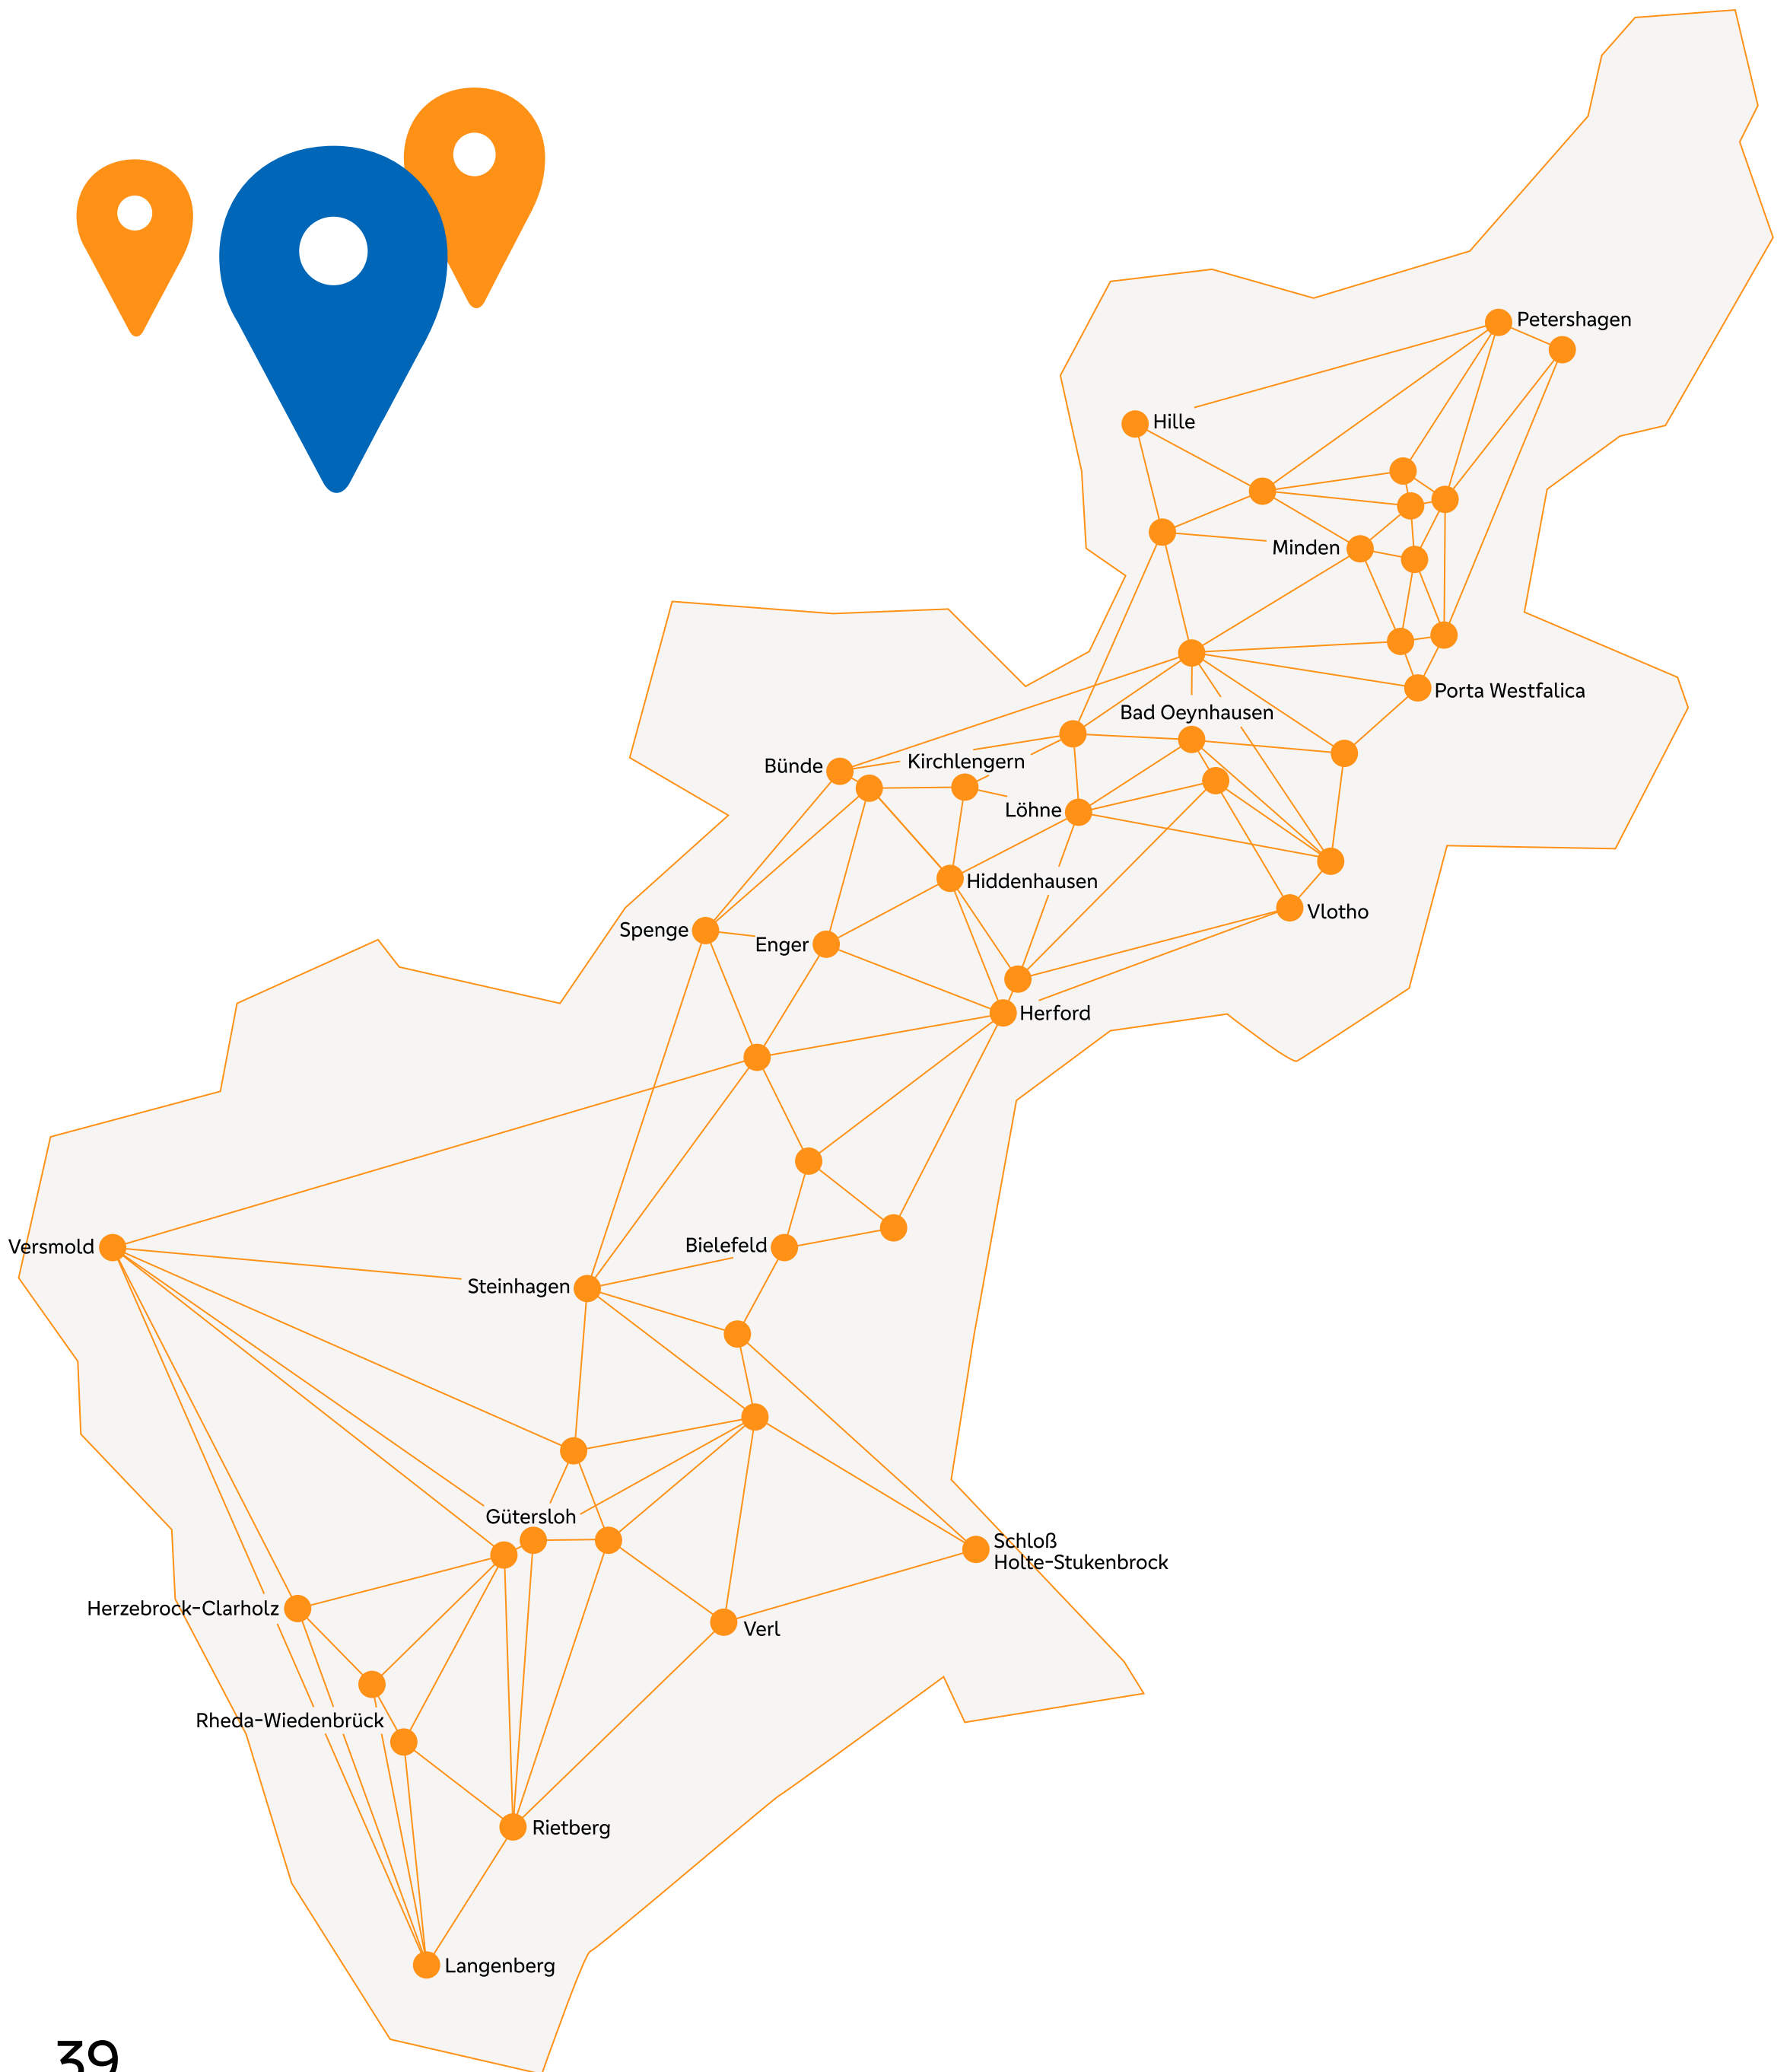 Petershagen
Hille
Minden
Porta Westfalica
Bad Oeynhausen
Kirchlengern
Bünde
Löhne
Hiddenhausen
Vlotho
Spenge
Enger
Herford
Versmold
Bielefeld
Steinhagen
Gütersloh
Schloß
Holte-Stukenbrock
Herzebrock-Clarholz
Verl
Rheda-Wiedenbrück
Rietberg
Langenberg
39